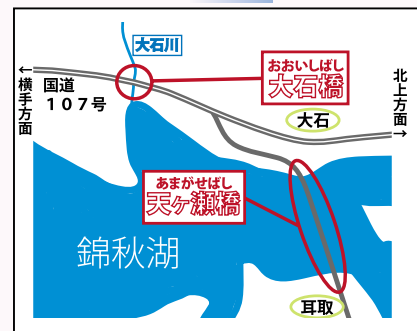 大石川
おおいしばし
大石橋
←横手方面
国道
１０７号
北上方面→
大石
あまがせばし
天ヶ瀬橋
錦秋湖
耳取